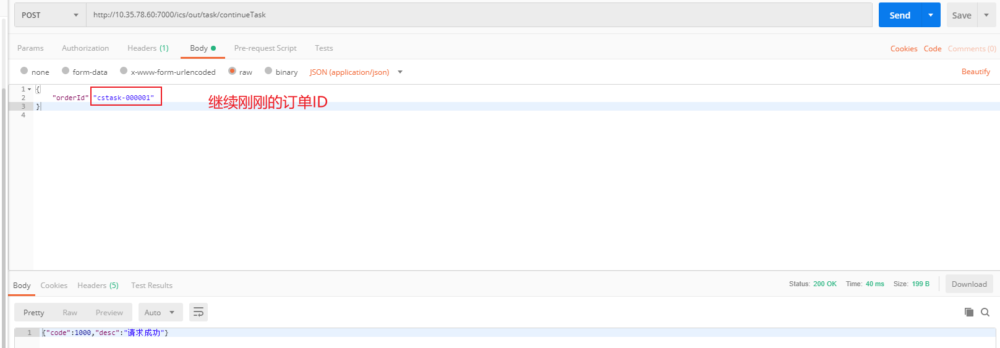 POST http://10.35.78.60:7000/ics/out/task/continueTask Send Save
Params Authorization Headers (1) Body Pre-request Script Tests Cookies Code Comments (0)
none form-data x-www-form-urlencoded raw binary JSON (application/json) Beautify
1 {
2 "orderId" "cstask-000001"
继续刚刚的订单ID
3 }
4
Body Cookies Headers (5) Test Results Status: 200 OK Time: 40 ms Size: 199 B Download
Pretty Raw Preview Auto
1 {"code":1000,"desc":"请求成功"}